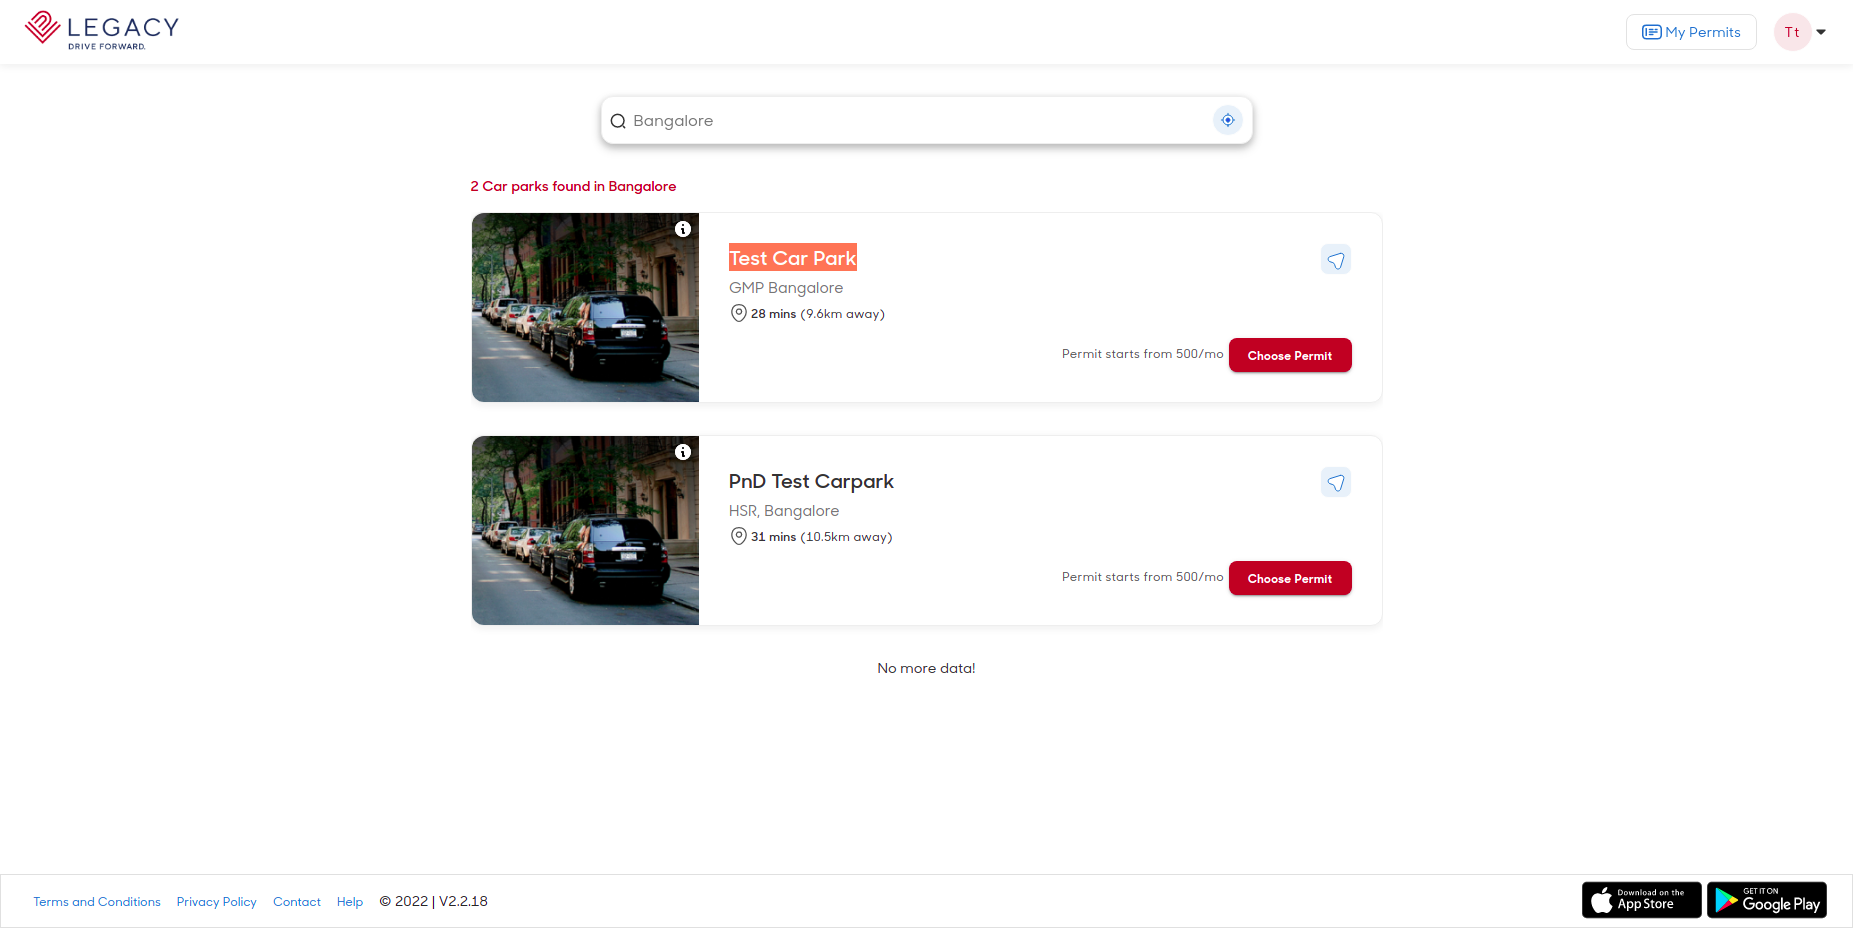 LEGACY
DRIVE FORWARD.
My Permits
Tt
Bangalore
2 Car parks found in Bangalore
Test Car Park
GMP Bangalore
28 mins (9.6km away)
Permit starts from 500/mo
Choose Permit
PnD Test Carpark
HSR, Bangalore
31 mins (10.5km away)
Permit starts from 500/mo
Choose Permit
No more data!
Terms and Conditions Privacy Policy Contact Help © 2022 | V2.2.18
Download on the
App Store
GET IT ON
Google Play